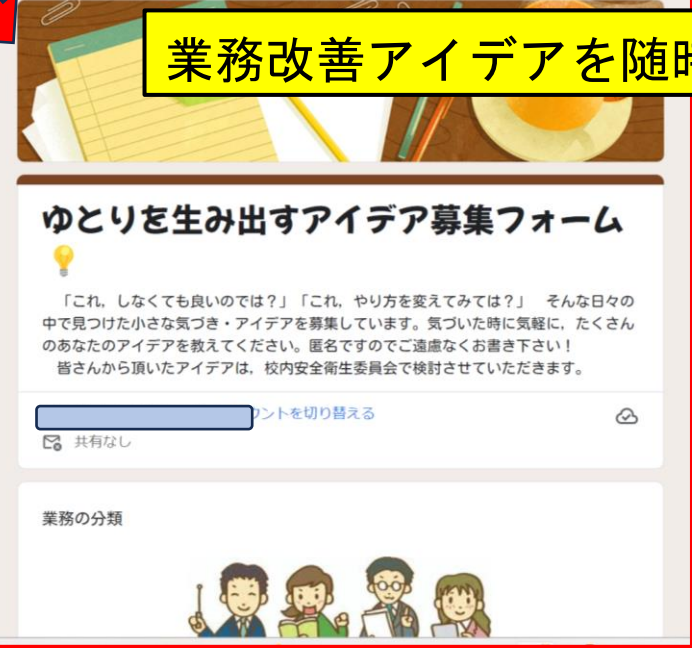 業務改善アイデアを随時
ゆとりを生み出すアイデア募集フォーム
「これ，しなくても良いのでは？」「これ，やり方を変えてみては？」　そんな日々の
中で見つけた小さな気づき・アイデアを募集しています。気づいた時に気軽に，たくさん
のあなたのアイデアを教えてください。匿名ですのでご遠慮なくお書き下さい！
皆さんから頂いたアイデアは，校内安全衛生委員会で検討させていただきます。
ウントを切り替える
共有なし
業務の分類